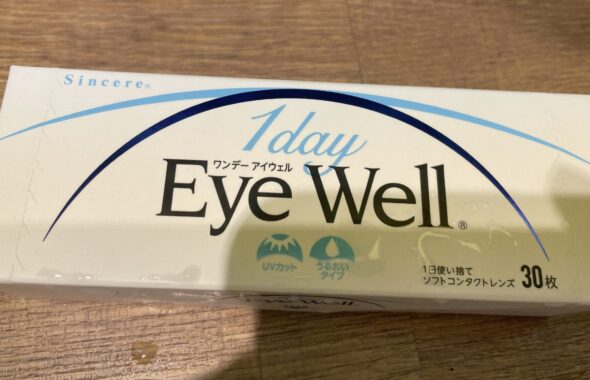 Sincere®
1day
ワンデー アイウェル
Eye Well®
UVカット
うるおい
タイプ
1日使い捨て
ソフトコンタクトレンズ 30枚
Eye Well